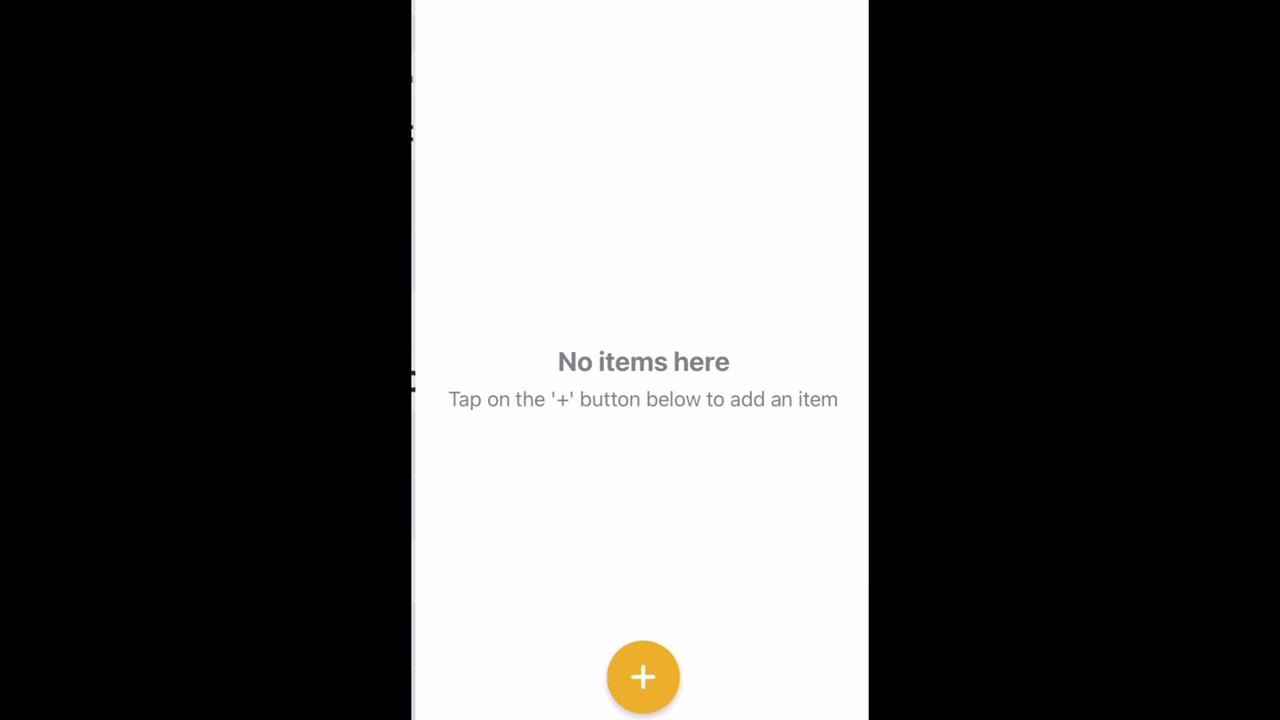 No items here
Tap on the '+' button below to add an item
+